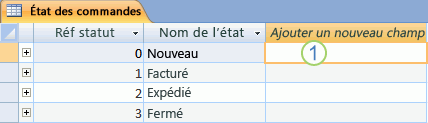 État des commandes
Réf statut Nom de l'état Ajouter un nouveau champ
0 Nouveau 1
1 Facturé
2 Expédié
3 Fermé